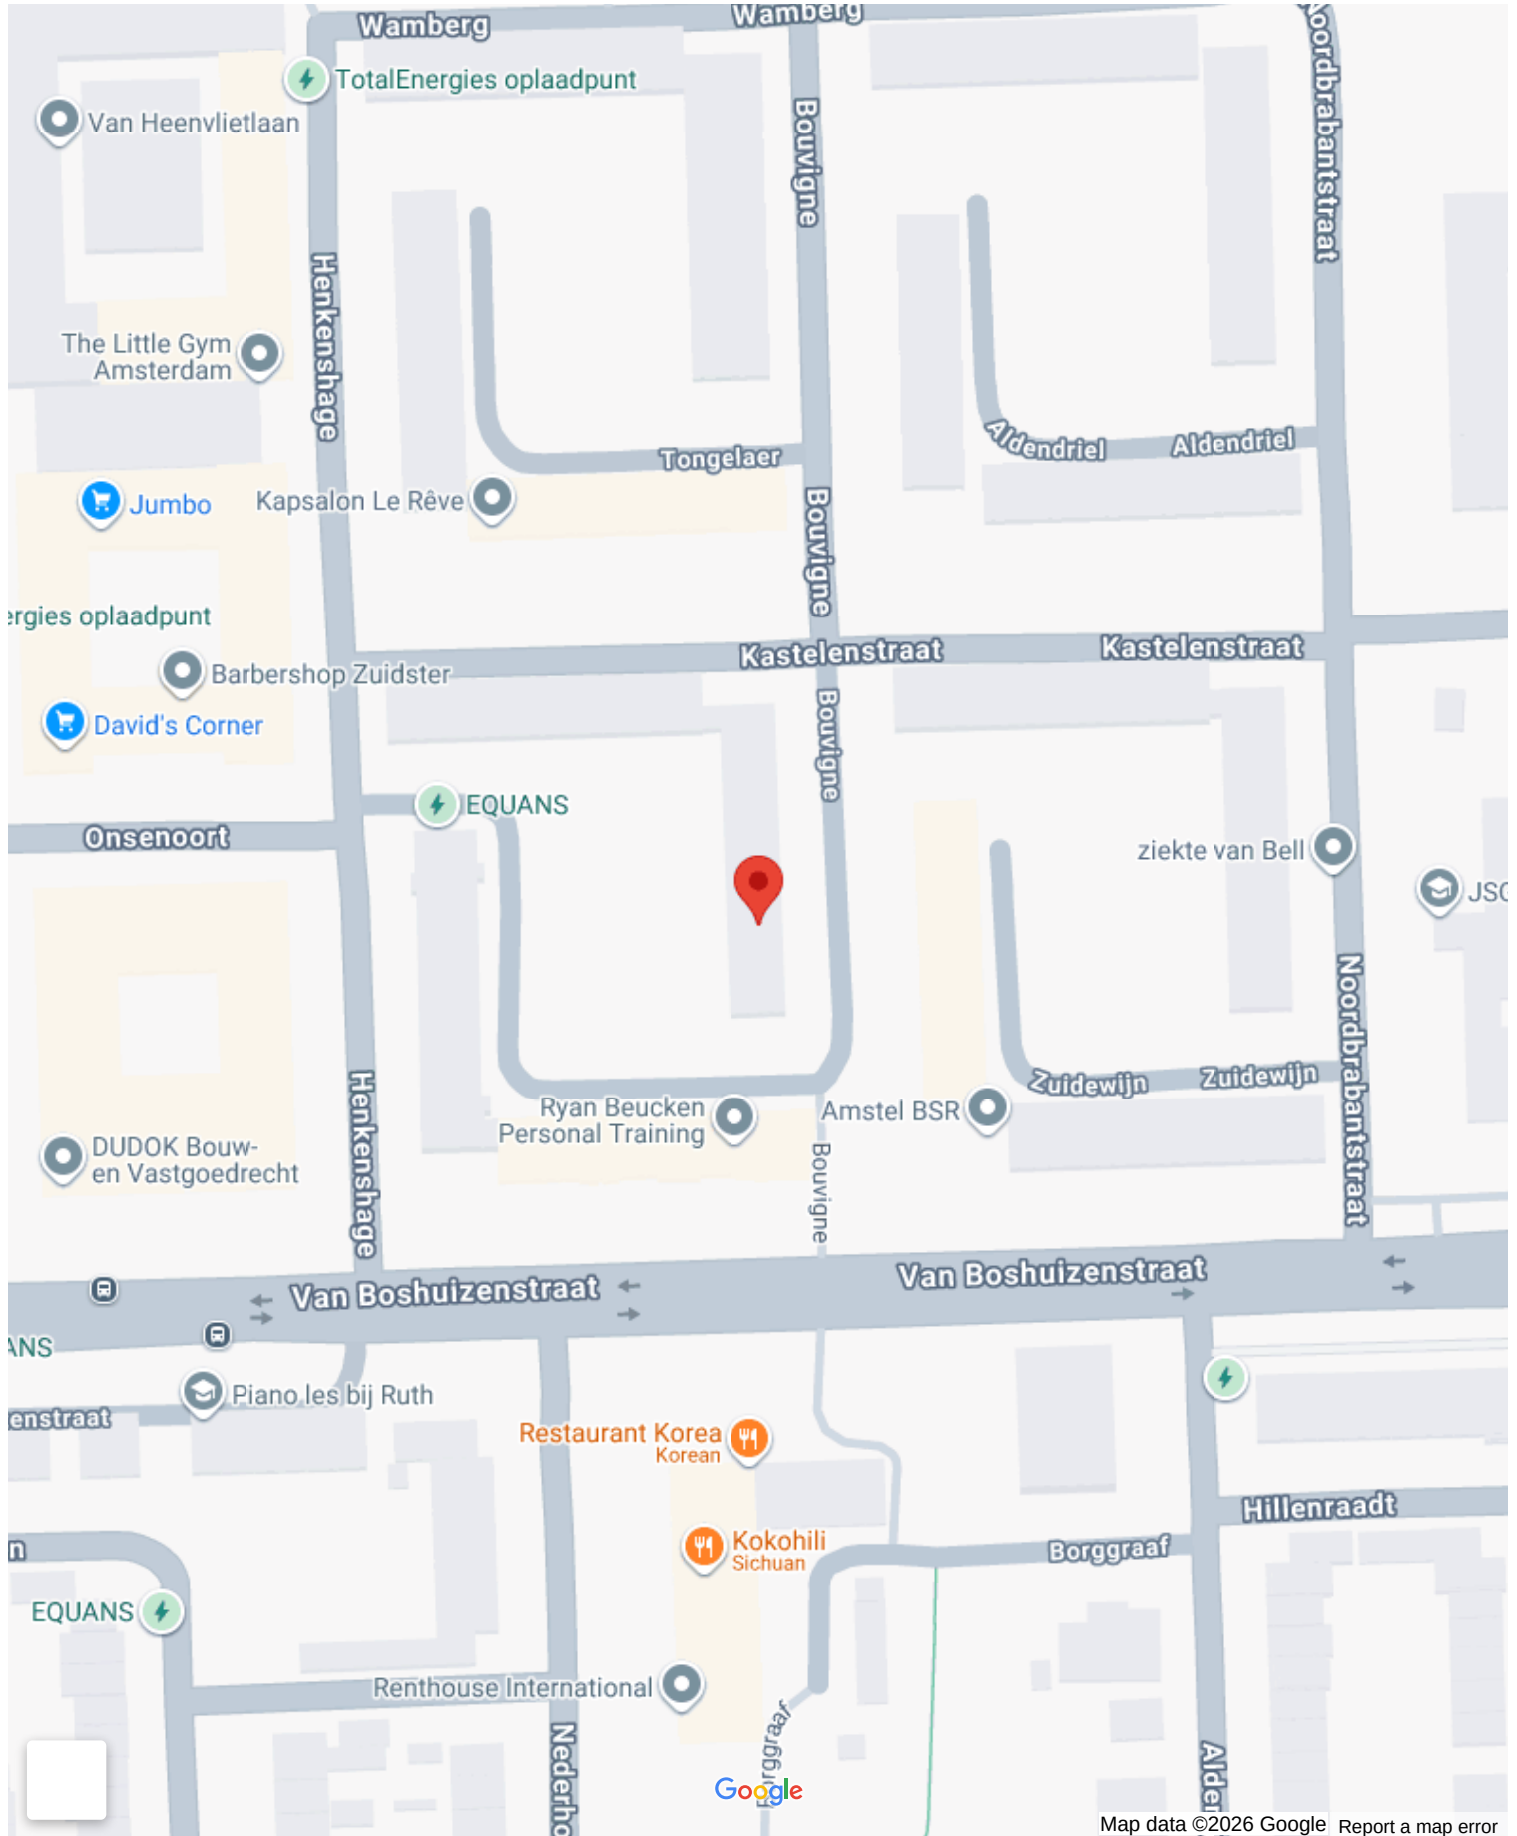 Wamberg
Wamberg
Noordbrabantstraat
TotalEnergies oplaadpunt
Van Heenvlietlaan
Bouvigne
Henkenshage
The Little Gym
Amsterdam
Tongelaer
Aldendriel
Aldendriel
Jumbo
Kapsalon Le Rêve
Bouvigne
ergies oplaadpunt
Kastelenstraat
Kastelenstraat
Barbershop Zuidster
David's Corner
Bouvigne
EQUANS
Onsenoort
ziekte van Bell
JSC
Noordbrabantstraat
Henkenshage
Zuidewijn
Zuidewijn
Ryan Beucken
Personal Training
Amstel BSR
DUDOK Bouw-
en Vastgoedrecht
Bouvigne
Van Boshuizenstraat
Van Boshuizenstraat
ANS
Piano les bij Ruth
enstraat
Restaurant Korea
Korean
Hillenraadt
Kokohili
Sichuan
Borggraaf
n
EQUANS
Renthouse International
Borggraaf
Nederho
Alder
Google
Map data ©2026 Google
Report a map error